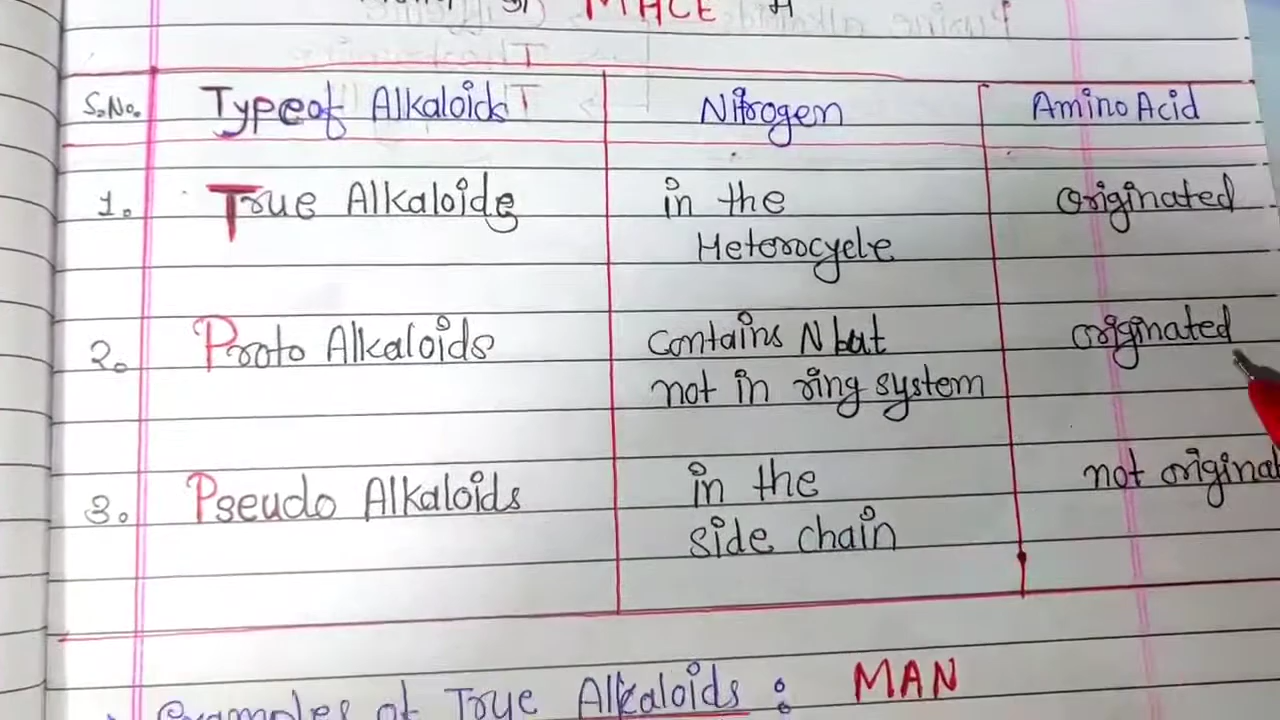 MACE में
S.No. Type of Alkaloids Nitrogen Amino Acid
1. True Alkaloids in the originated
Heterocycle
2. Proto Alkaloids contains N but originated
not in ring system
3. Pseudo Alkaloids in the not original
side chain
Examples of True Alkaloids : MAN